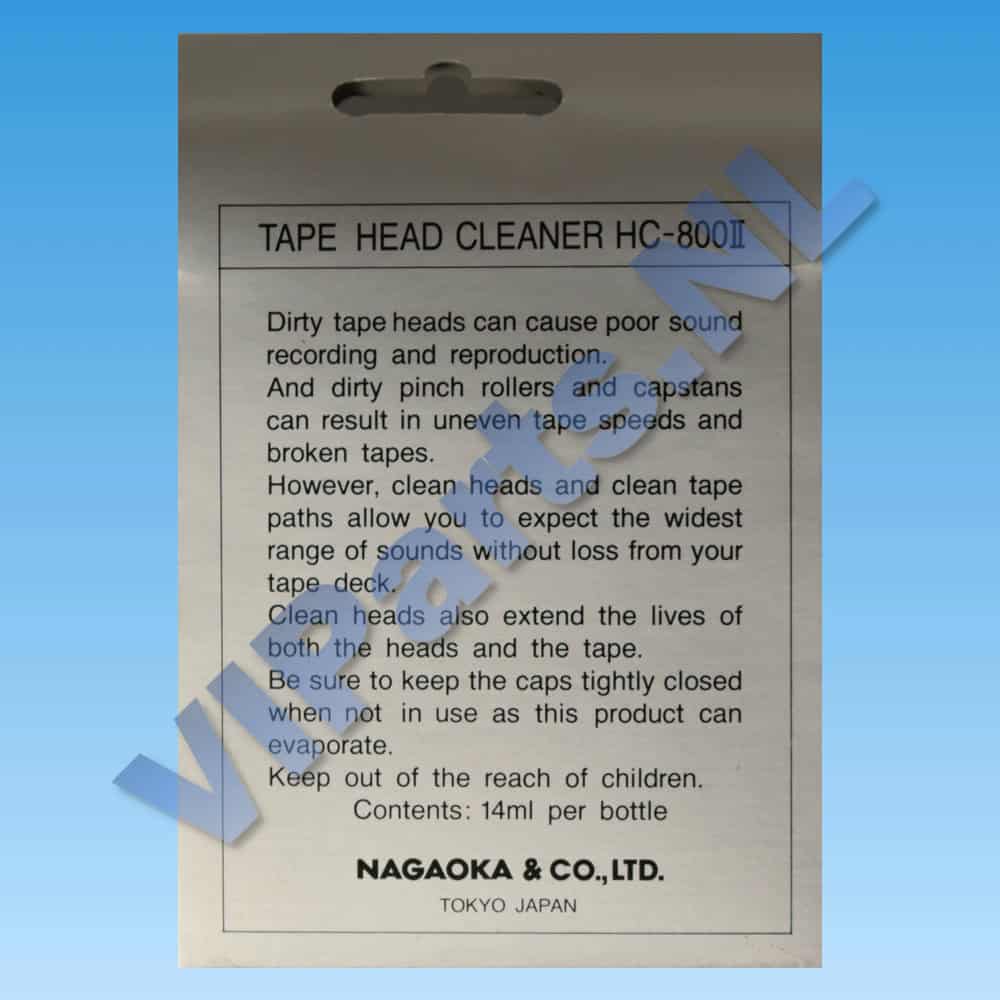 TAPE HEAD CLEANER HC-800II
Dirty tape heads can cause poor sound
recording and reproduction.
And dirty pinch rollers and capstans
can result in uneven tape speeds and
broken tapes.
However, clean heads and clean tape
paths allow you to expect the widest
range of sounds without loss from your
tape deck.
Clean heads also extend the lives of
both the heads and the tape.
Be sure to keep the caps tightly closed
when not in use as this product can
evaporate.
Keep out of the reach of children.
Contents: 14ml per bottle
NAGAOKA & CO., LTD.
TOKYO JAPAN
VIParts.NL